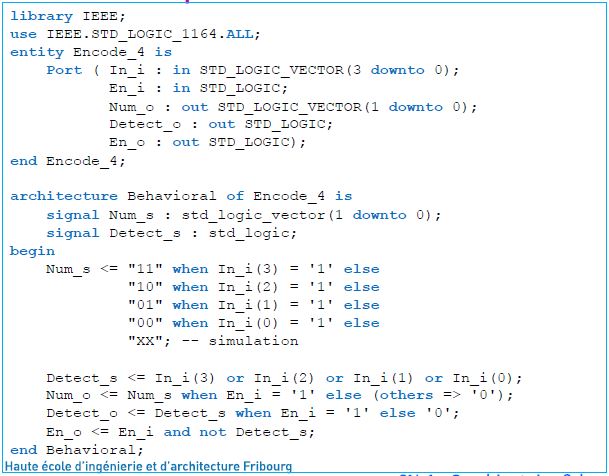 library IEEE;
use IEEE.STD_LOGIC_1164.ALL;
entity Encode_4 is
    Port ( In_i : in STD_LOGIC_VECTOR(3 downto 0);
           En_i : in STD_LOGIC;
           Num_o : out STD_LOGIC_VECTOR(1 downto 0);
           Detect_o : out STD_LOGIC;
           En_o : out STD_LOGIC);
end Encode_4;

architecture Behavioral of Encode_4 is
    signal Num_s : std_logic_vector(1 downto 0);
    signal Detect_s : std_logic;
begin
    Num_s <= "11" when In_i(3) = '1' else
             "10" when In_i(2) = '1' else
             "01" when In_i(1) = '1' else
             "00" when In_i(0) = '1' else
             "XX"; -- simulation

    Detect_s <= In_i(3) or In_i(2) or In_i(1) or In_i(0);
    Num_o <= Num_s when En_i = '1' else (others => '0');
    Detect_o <= Detect_s when En_i = '1' else '0';
    En_o <= En_i and not Detect_s;
end Behavioral;
Haute école d'ingénierie et d'architecture Fribourg